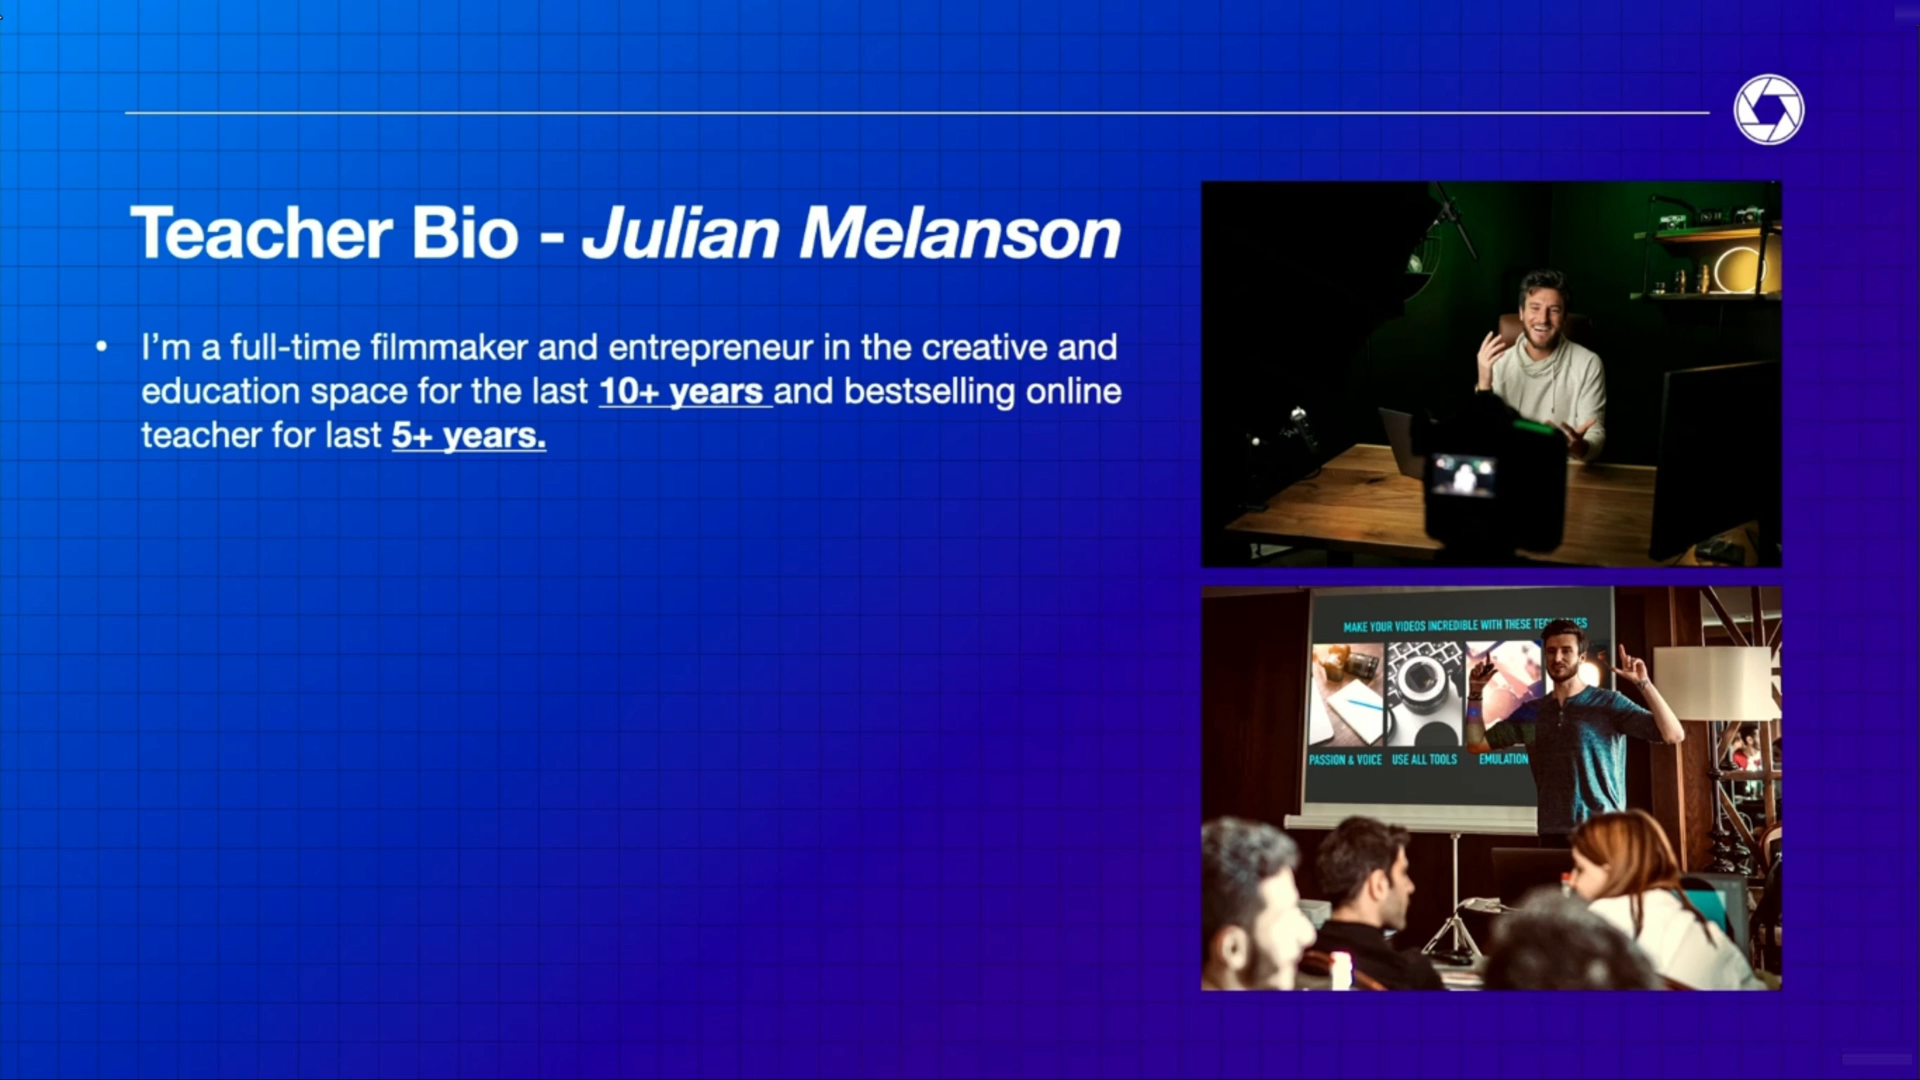 Teacher Bio - Julian Melanson
• I’m a full-time filmmaker and entrepreneur in the creative and
education space for the last 10+ years and bestselling online
teacher for last 5+ years.
MAKE YOUR VIDEOS INCREDIBLE WITH THESE
PASSION & VOICE USE ALL TOOLS EMULATION